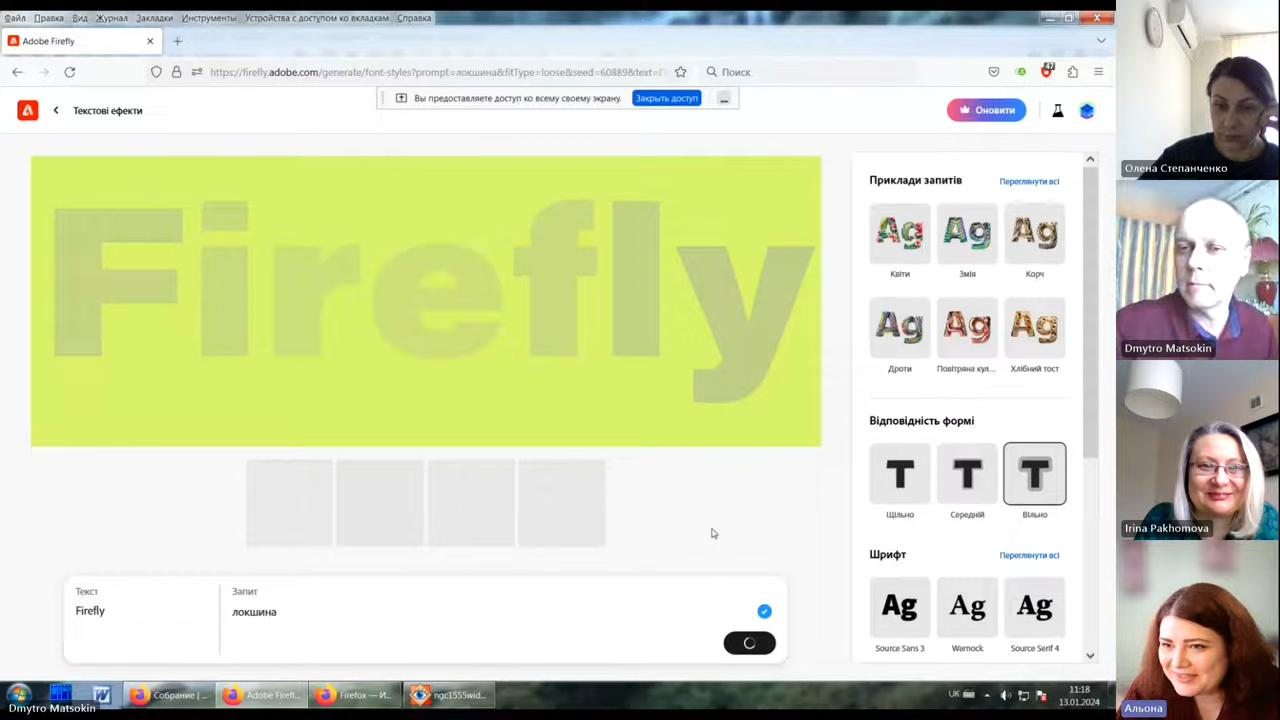 Файл Правка Вид Журнал Закладки Инструменты Устройства с доступом ко вкладкам Справка
Adobe Firefly
https://firefly.adobe.com/generate/font-styles?prompt=локшина&fitType=loose&seed=60889&text=
Поиск
47
Текстові ефекти
Вы предоставляете доступ ко всему своему экрану. Закрыть доступ
Оновити
Firefly
Приклади запитів Переглянути всі
Ag Ag Ag
Квіти Змія Корч
Ag Ag Ag
Дроти Повітряна кул... Хлібний тост
Відповідність формі
T T T
Щільно Середній Вільно
Шрифт Переглянути всі
Ag Ag Ag
Source Sans 3 Warnock Source Serif 4
Текст Запит
Firefly локшина
Собрание | ... Adobe Firefl... Firefox — И... ngc1555wid...
UK 11:18
13.01.2024
Dmytro Matsokin
Олена Степанченко
Dmytro Matsokin
Irina Pakhomova
Альона